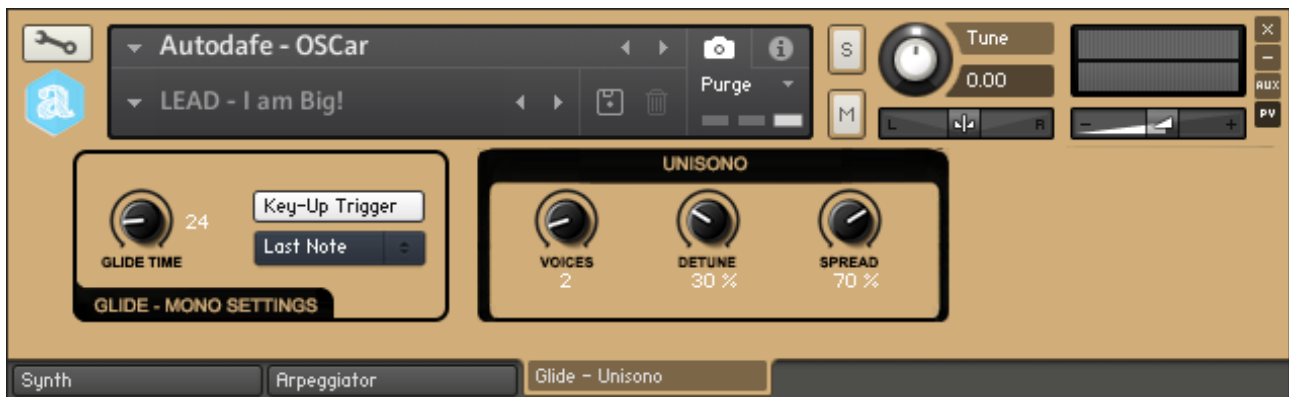 Autodafe - OSCar
LEAD - I am Big!
Purge
S
M
Tune
0.00
L
R
-
+
×
-
AUX
PV
a
i
24
GLIDE TIME
Key-Up Trigger
Last Note
GLIDE - MONO SETTINGS
UNISONO
VOICES
2
DETUNE
30 %
SPREAD
70 %
Synth
Arpeggiator
Glide - Unisono